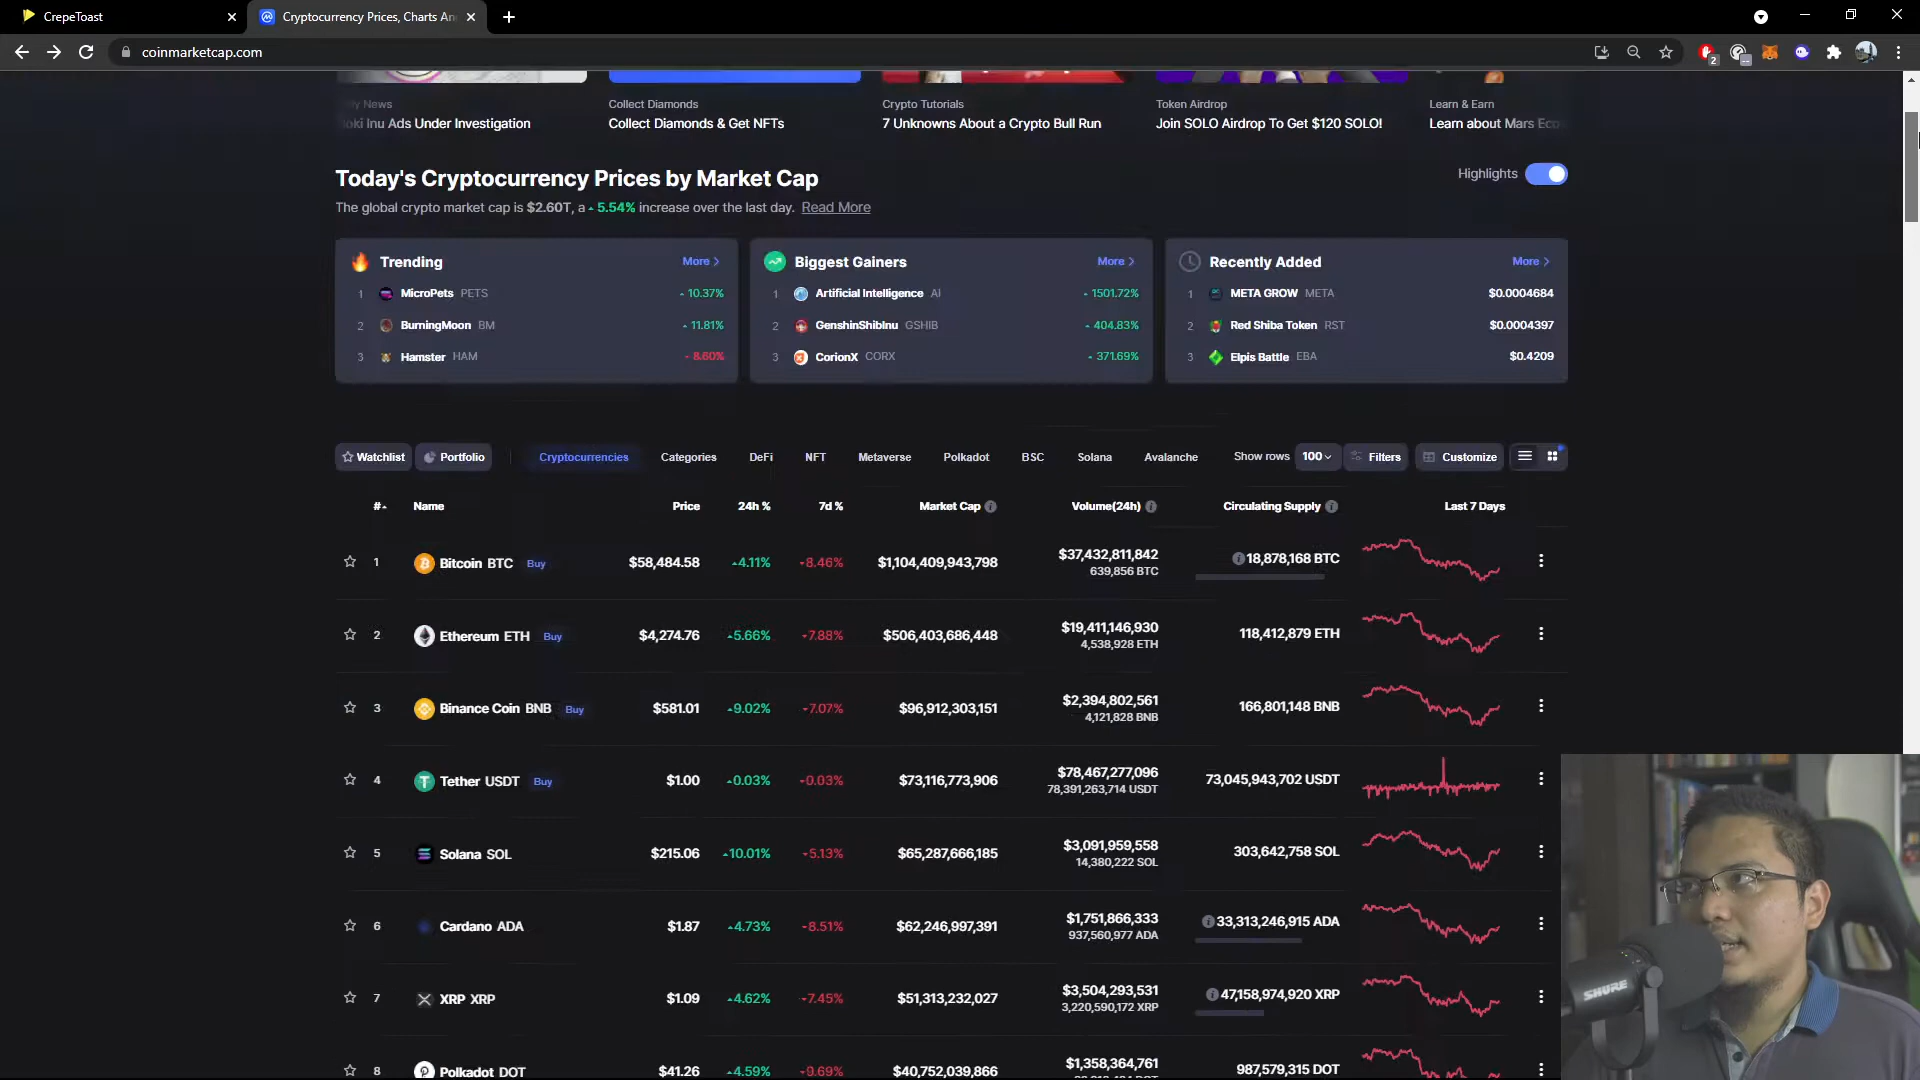 CrepeToast
Cryptocurrency Prices, Charts An
coinmarketcap.com
2
News
Inu Ads Under Investigation
Collect Diamonds
Collect Diamonds & Get NFTs
Crypto Tutorials
7 Unknowns About a Crypto Bull Run
Token Airdrop
Join SOLO Airdrop To Get $120 SOLO!
Learn & Earn
Learn about Mars
Today's Cryptocurrency Prices by Market Cap
Highlights
The global crypto market cap is $2.60T, a 5.54% increase over the last day. Read More
Trending More
1 MicroPets PETS 10.37%
2 BurningMoon BM 11.81%
3 Hamster HAM 8.60%
Biggest Gainers More
1 Artificial Intelligence AI 1501.72%
2 GenshinShibInu GSHIB 404.83%
3 CorionX CORX 371.69%
Recently Added More
1 META GROW META $0.0004684
2 Red Shiba Token RST $0.0004397
3 Elpis Battle EBA $0.4209
Watchlist Portfolio Cryptocurrencies Categories DeFi NFT Metaverse Polkadot BSC Solana Avalanche Show rows 100 Filters Customize
# Name Price 24h % 7d % Market Cap Volume(24h) Circulating Supply Last 7 Days
1 Bitcoin BTC Buy $58,484.58 4.11% 8.46% $1,104,409,943,798 $37,432,811,842 18,878,168 BTC
639,856 BTC
2 Ethereum ETH Buy $4,274.76 5.66% 7.88% $506,403,686,448 $19,411,146,930 118,412,879 ETH
4,538,928 ETH
3 Binance Coin BNB Buy $581.01 9.02% 7.07% $96,912,303,151 $2,394,802,561 166,801,148 BNB
4,121,828 BNB
4 Tether USDT Buy $1.00 0.03% 0.03% $73,116,773,906 $78,467,277,096 73,045,943,702 USDT
78,391,263,714 USDT
5 Solana SOL $215.06 10.01% 5.13% $65,287,666,185 $3,091,959,558 303,642,758 SOL
14,380,222 SOL
6 Cardano ADA $1.87 4.73% 8.51% $62,246,997,391 $1,751,866,333 33,313,246,915 ADA
937,560,977 ADA
7 XRP XRP $1.09 4.62% 7.45% $51,313,232,027 $3,504,293,531 47,158,974,920 XRP
3,220,590,172 XRP
8 Polkadot DOT $41.26 4.59% 9.69% $40,752,039,866 $1,358,364,761 987,579,315 DOT
SHURE